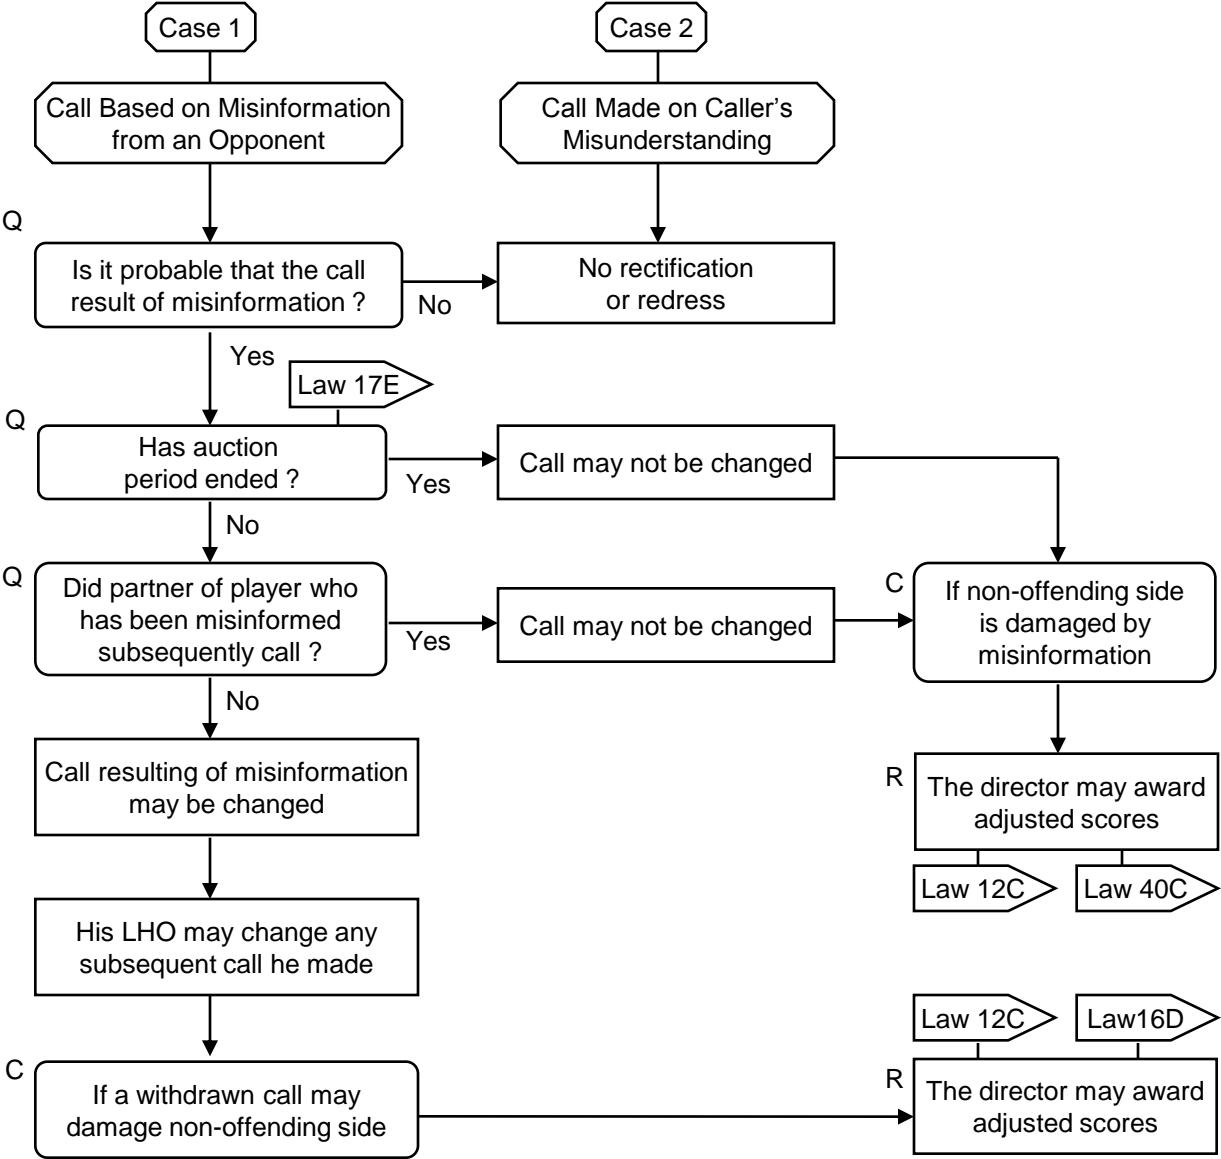 Case 1
Case 2
Call Based on Misinformation
from an Opponent
Call Made on Caller’s
Misunderstanding
Q
Is it probable that the call
result of misinformation ?
No
No rectification
or redress
Yes
Law 17E
Q
Has auction
period ended ?
Yes
Call may not be changed
No
Q
Did partner of player who
has been misinformed
subsequently call ?
Yes
Call may not be changed
C
If non-offending side
is damaged by
misinformation
No
Call resulting of misinformation
may be changed
R
The director may award
adjusted scores
Law 12C
Law 40C
His LHO may change any
subsequent call he made
Law 12C
Law16D
C
If a withdrawn call may
damage non-offending side
R
The director may award
adjusted scores